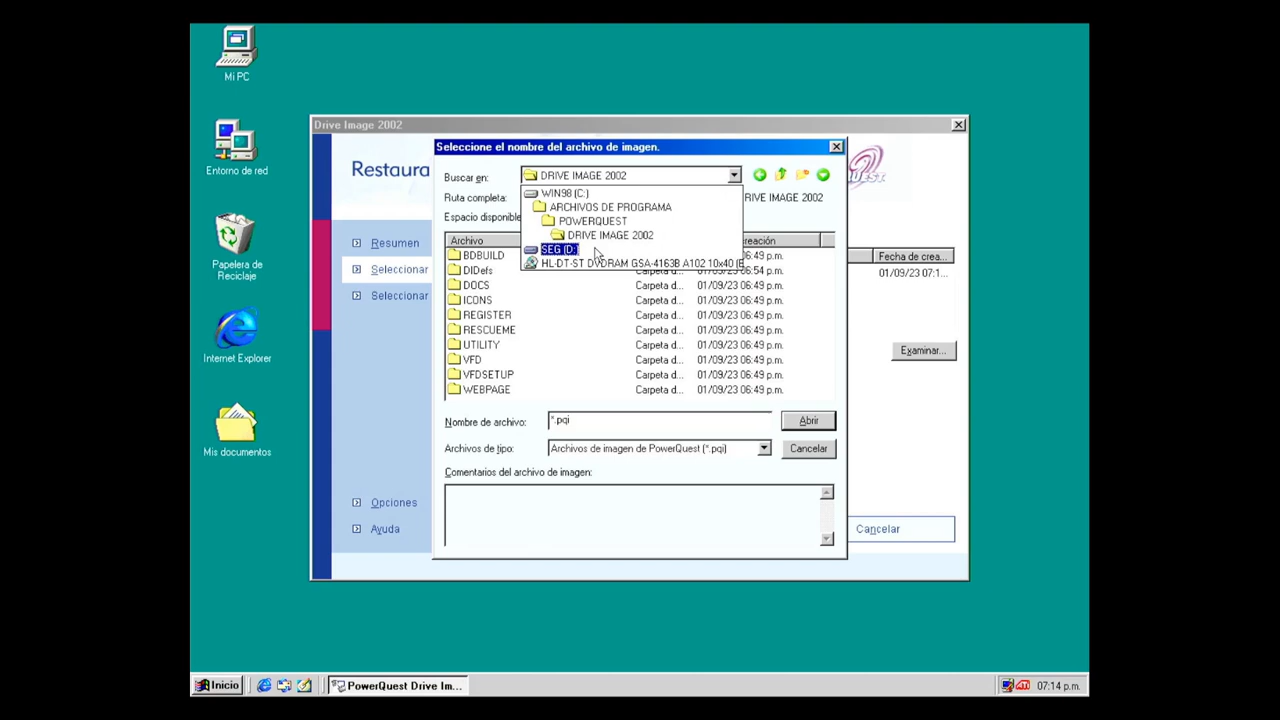 Mi PC
Entorno de red
Papelera de
Reciclaje
Internet Explorer
Mis documentos
Drive Image 2002
Restaura
Resumen
Seleccionar
Seleccionar
Opciones
Ayuda
Seleccione el nombre del archivo de imagen.
Buscar en:
DRIVE IMAGE 2002
Ruta completa:
RIVE IMAGE 2002
Espacio disponible
WIN98 (C:)
ARCHIVOS DE PROGRAMA
POWERQUEST
DRIVE IMAGE 2002
SEG (D:)
HL-DT-ST DVDRAM GSA-4163B A102 10x40 (E
Archivo
eación
BDBUILD 6:49 p.m.
DIDefs Carpeta d... 6:54 p.m.
DOCS Carpeta d... 01/09/23 06:49 p.m.
ICONS Carpeta d... 01/09/23 06:49 p.m.
REGISTER Carpeta d... 01/09/23 06:49 p.m.
RESCUEME Carpeta d... 01/09/23 06:49 p.m.
UTILITY Carpeta d... 01/09/23 06:49 p.m.
VFD Carpeta d... 01/09/23 06:49 p.m.
VFDSETUP Carpeta d... 01/09/23 06:49 p.m.
WEBPAGE Carpeta d... 01/09/23 06:49 p.m.
Nombre de archivo: *.pqi
Abrir
Archivos de tipo: Archivos de imagen de PowerQuest (*.pqi)
Cancelar
Comentarios del archivo de imagen:
UEST
Fecha de crea...
01/09/23 07:1...
Examinar...
Cancelar
Inicio
PowerQuest Drive Im...
07:14 p.m.